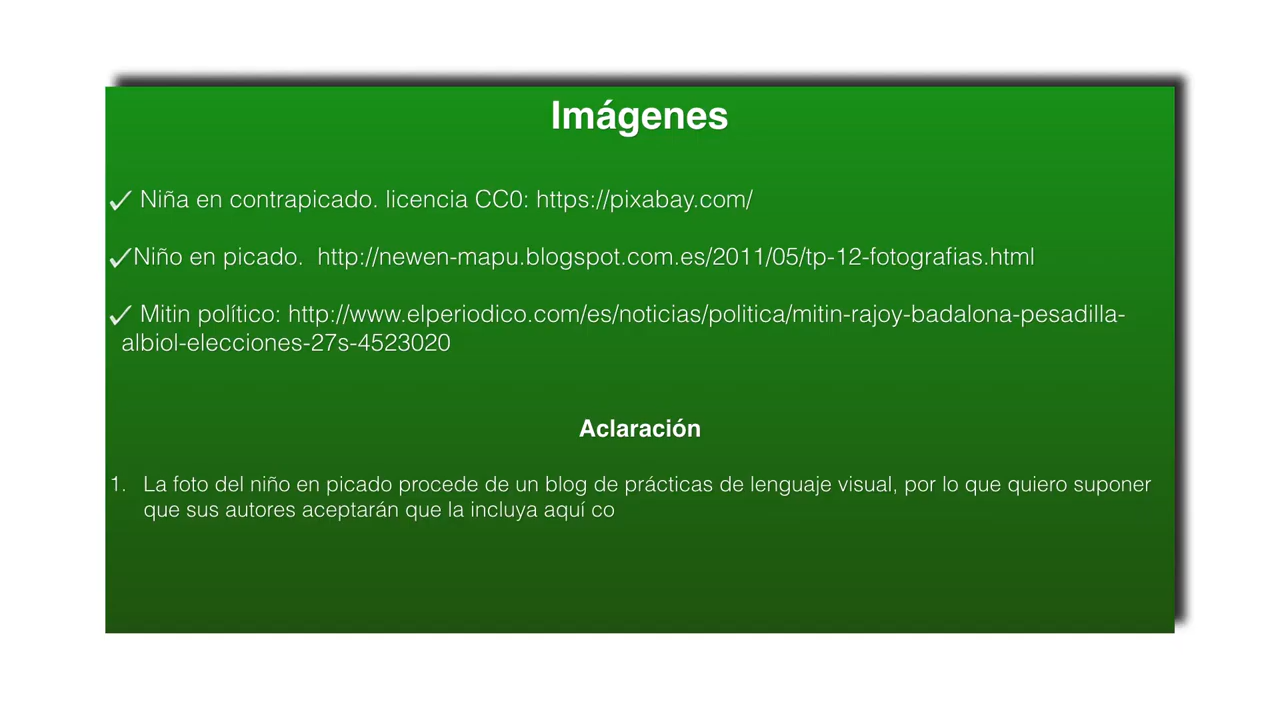 Imágenes
✓ Niña en contrapicado. licencia CC0: https://pixabay.com/
✓Niño en picado.  http://newen-mapu.blogspot.com.es/2011/05/tp-12-fotografias.html
✓ Mitin político: http://www.elperiodico.com/es/noticias/politica/mitin-rajoy-badalona-pesadilla-
albiol-elecciones-27s-4523020
Aclaración
1. La foto del niño en picado procede de un blog de prácticas de lenguaje visual, por lo que quiero suponer
que sus autores aceptarán que la incluya aquí co